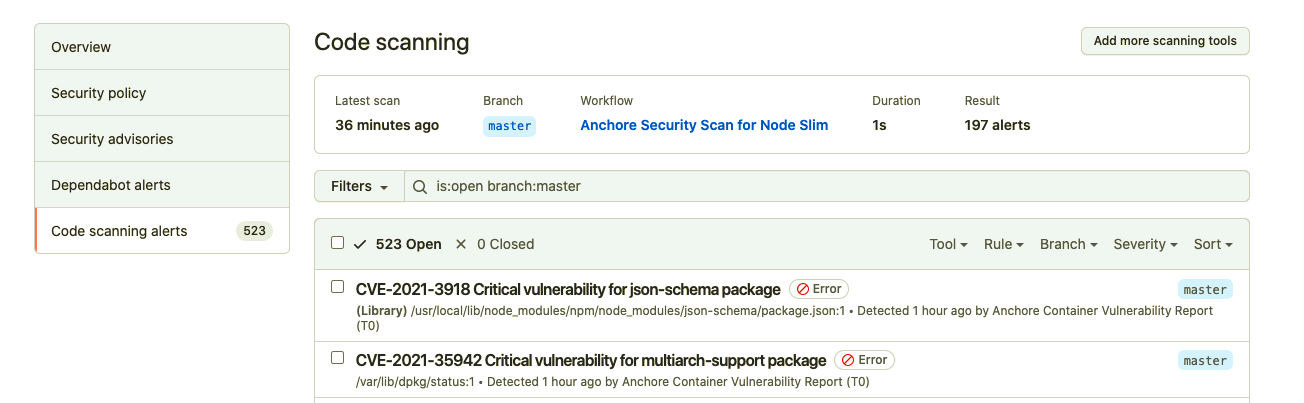 Overview
Security policy
Security advisories
Dependabot alerts
Code scanning alerts 523
Code scanning
Add more scanning tools
Latest scan Branch Workflow Duration Result
36 minutes ago master Anchore Security Scan for Node Slim 1s 197 alerts
Filters is:open branch:master
523 Open 0 Closed Tool Rule Branch Severity Sort
CVE-2021-3918 Critical vulnerability for json-schema package Error master
(Library) /usr/local/lib/node_modules/npm/node_modules/json-schema/package.json:1 • Detected 1 hour ago by Anchore Container Vulnerability Report
(T0)
CVE-2021-35942 Critical vulnerability for multiarch-support package Error master
/var/lib/dpkg/status:1 • Detected 1 hour ago by Anchore Container Vulnerability Report (T0)